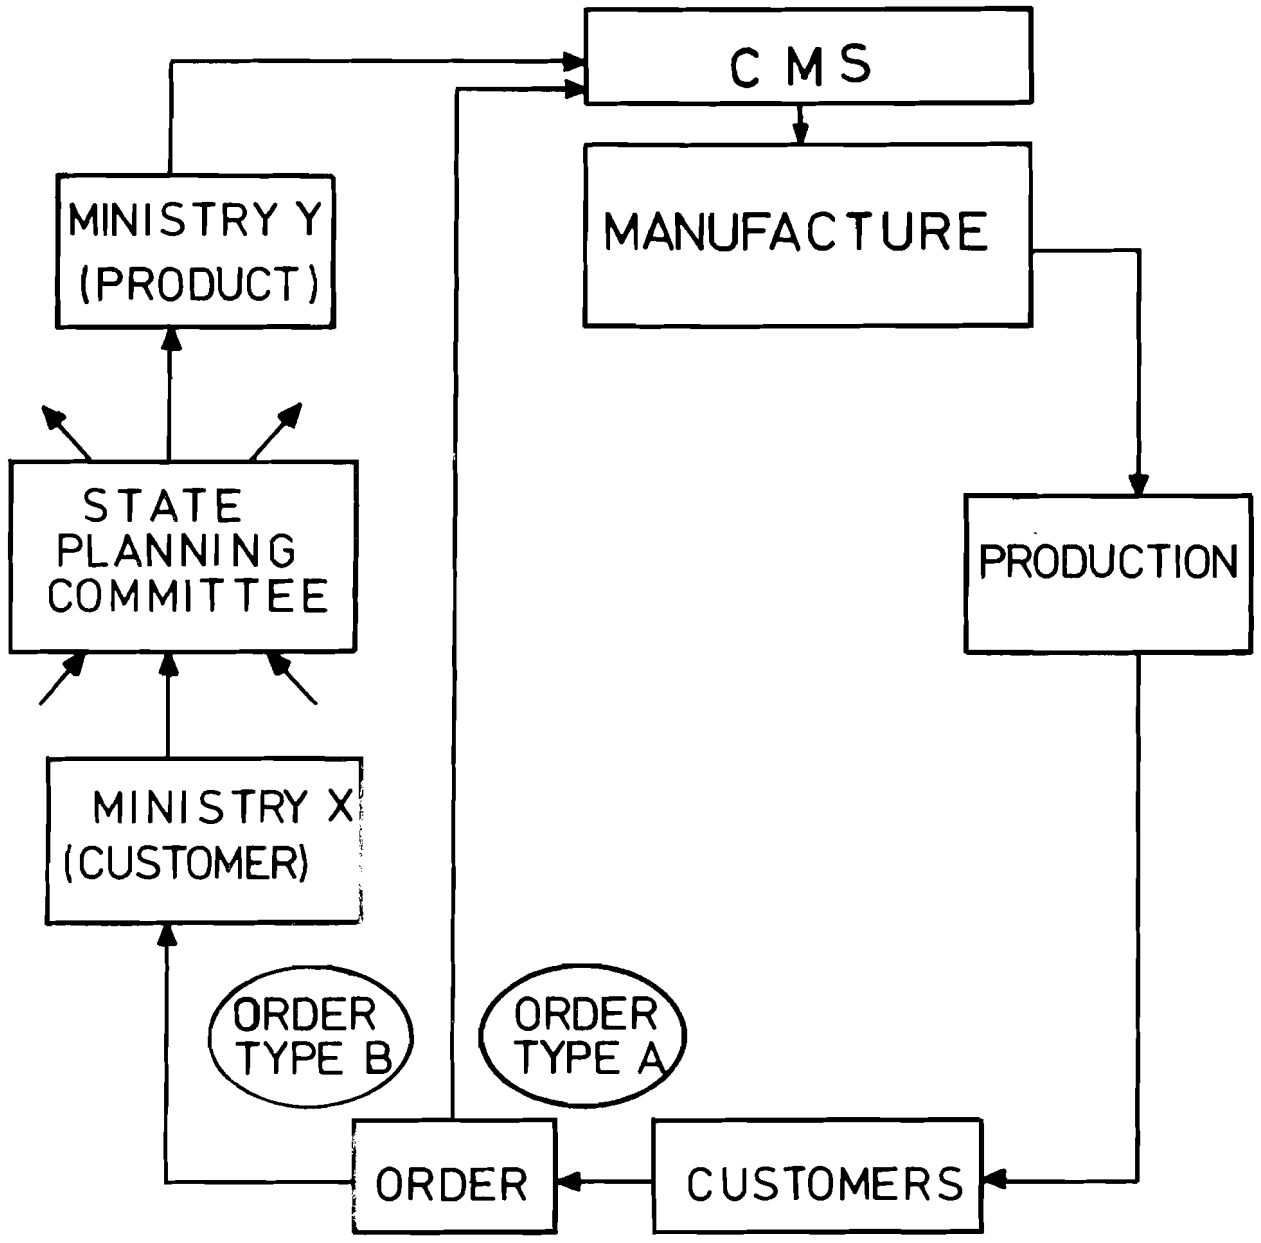 CMS
MANUFACTURE
MINISTRY Y
(PRODUCT)
STATE
PLANNING
COMMITTEE
PRODUCTION
MINISTRY X
(CUSTOMER)
ORDER
TYPE B
ORDER
TYPE A
ORDER
CUSTOMERS